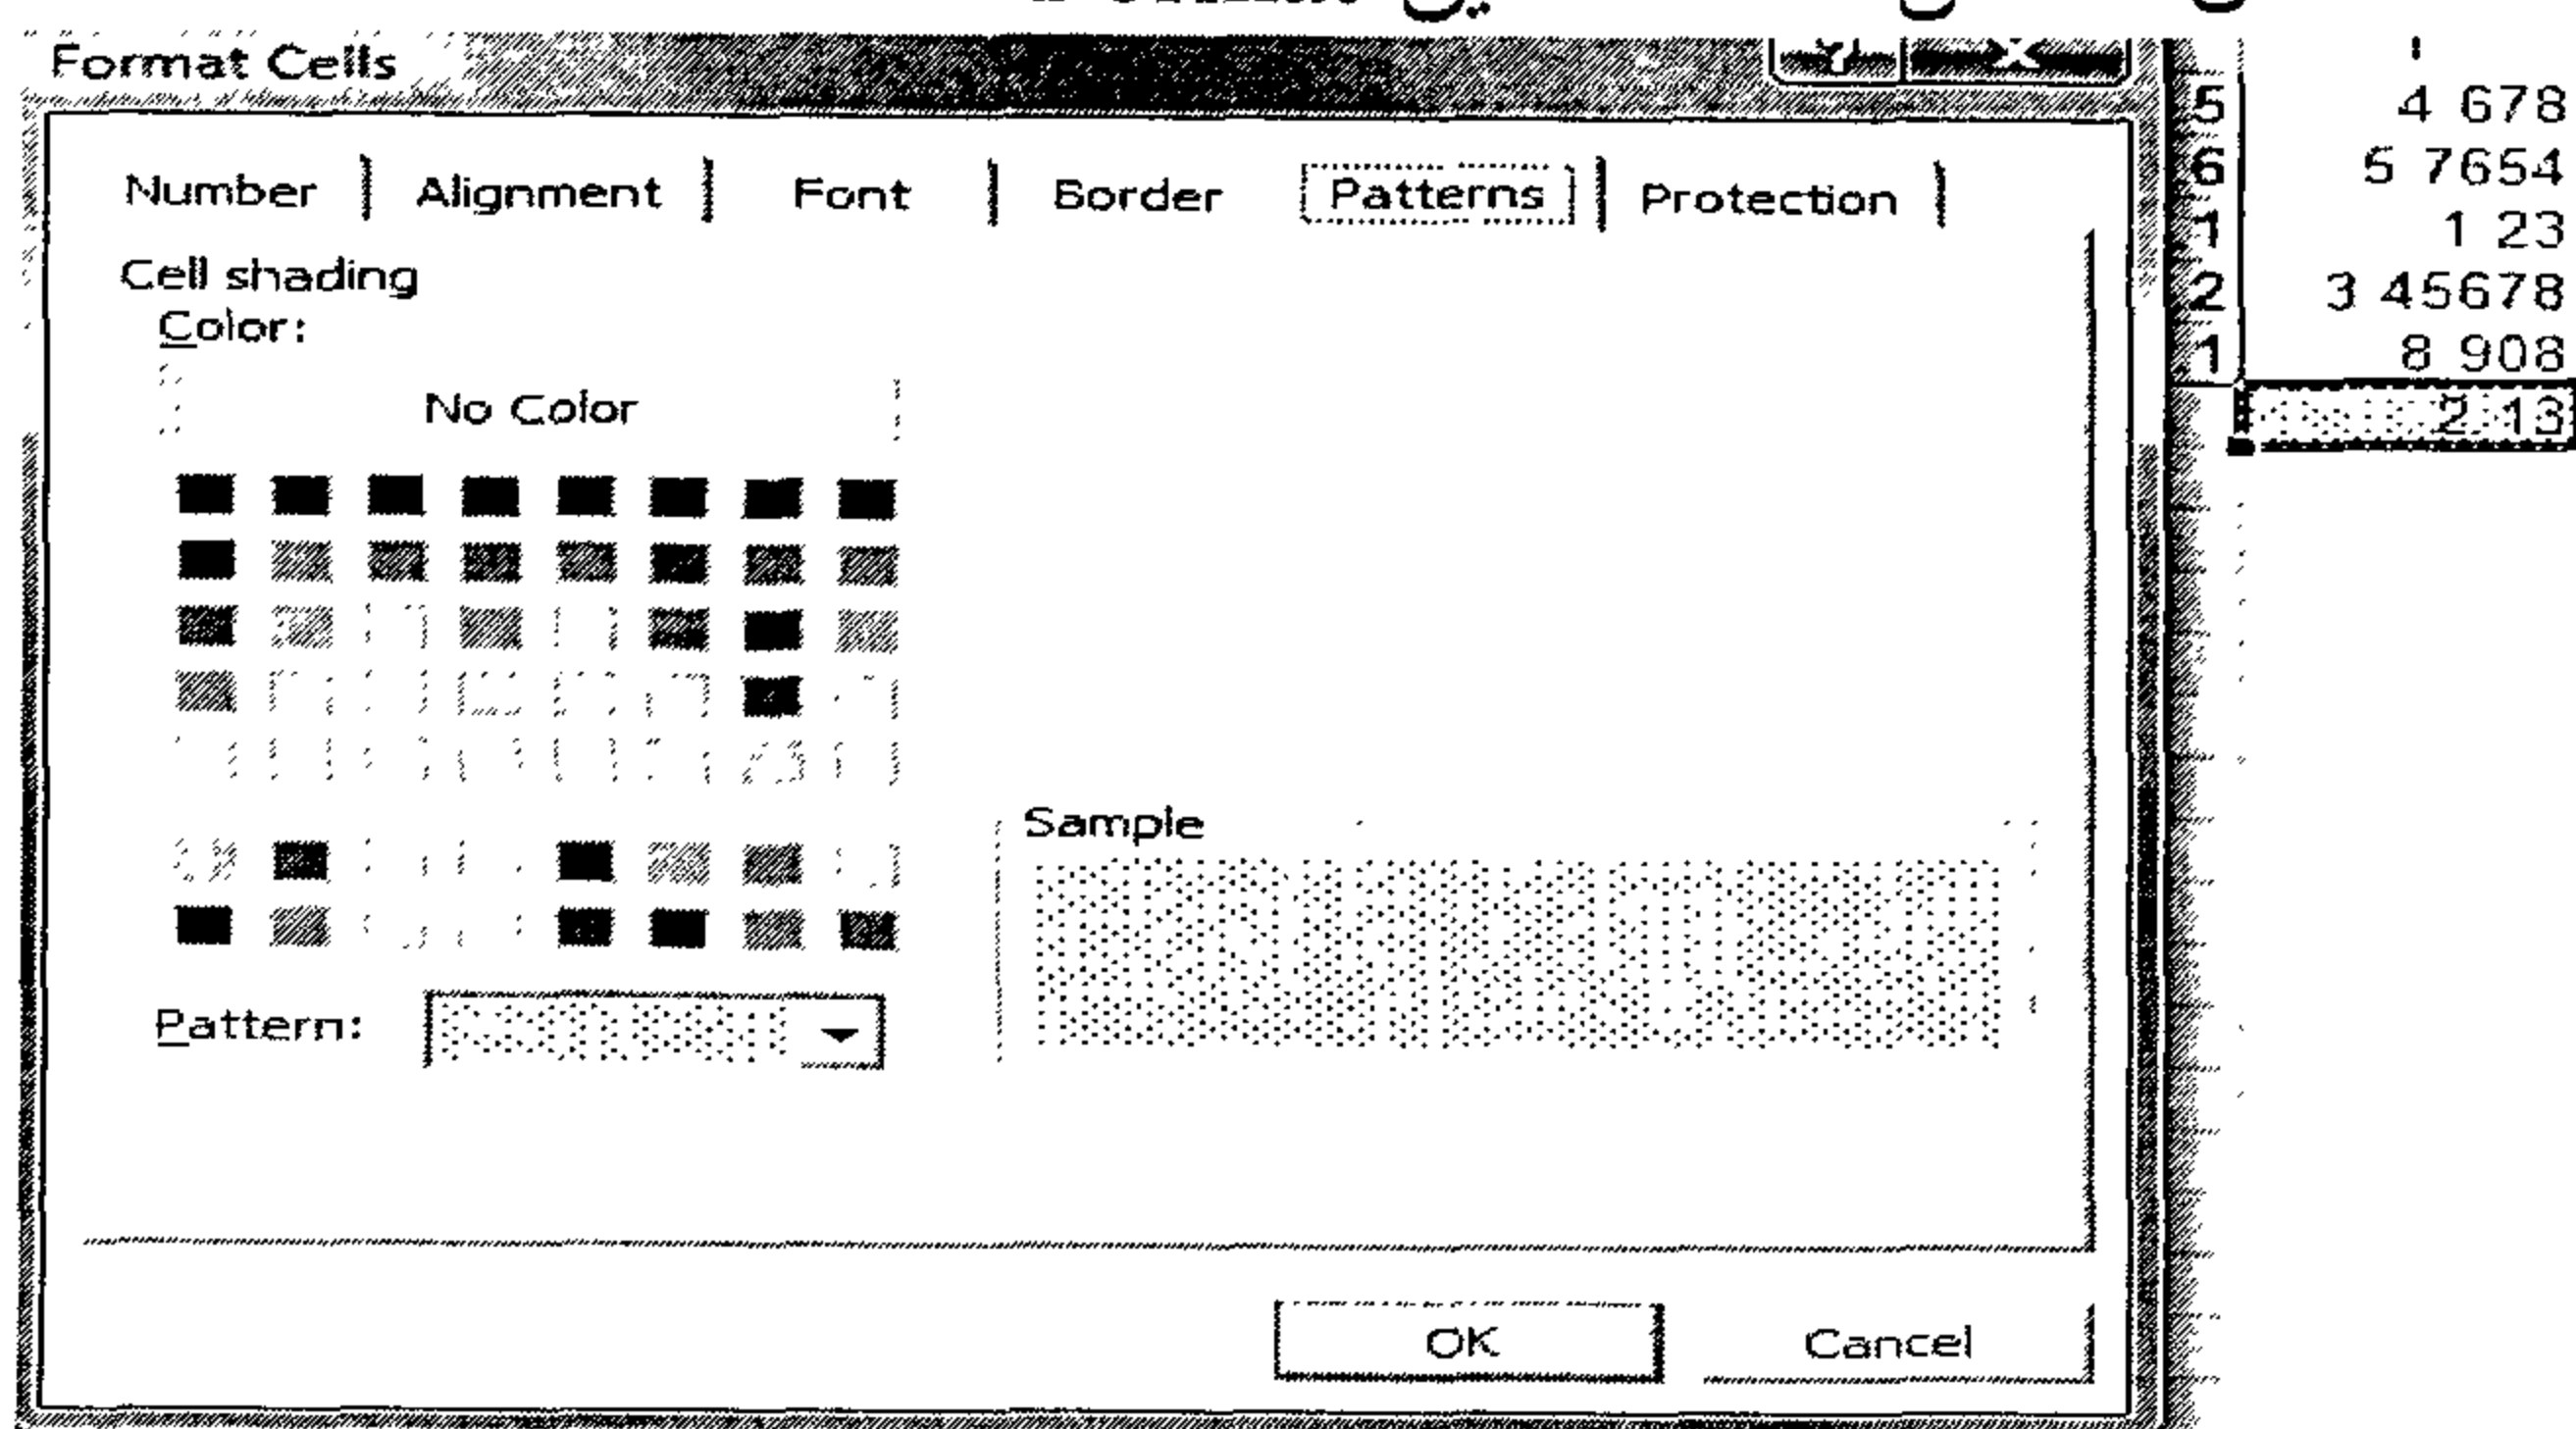 Format Cells
Number Alignment Font Border Patterns Protection
Cell shading
Color:
No Color
Sample
Pattern:
OK Cancel
5 4 678
6 5 7654
1 1 23
2 3 45678
1 8 908
2 13